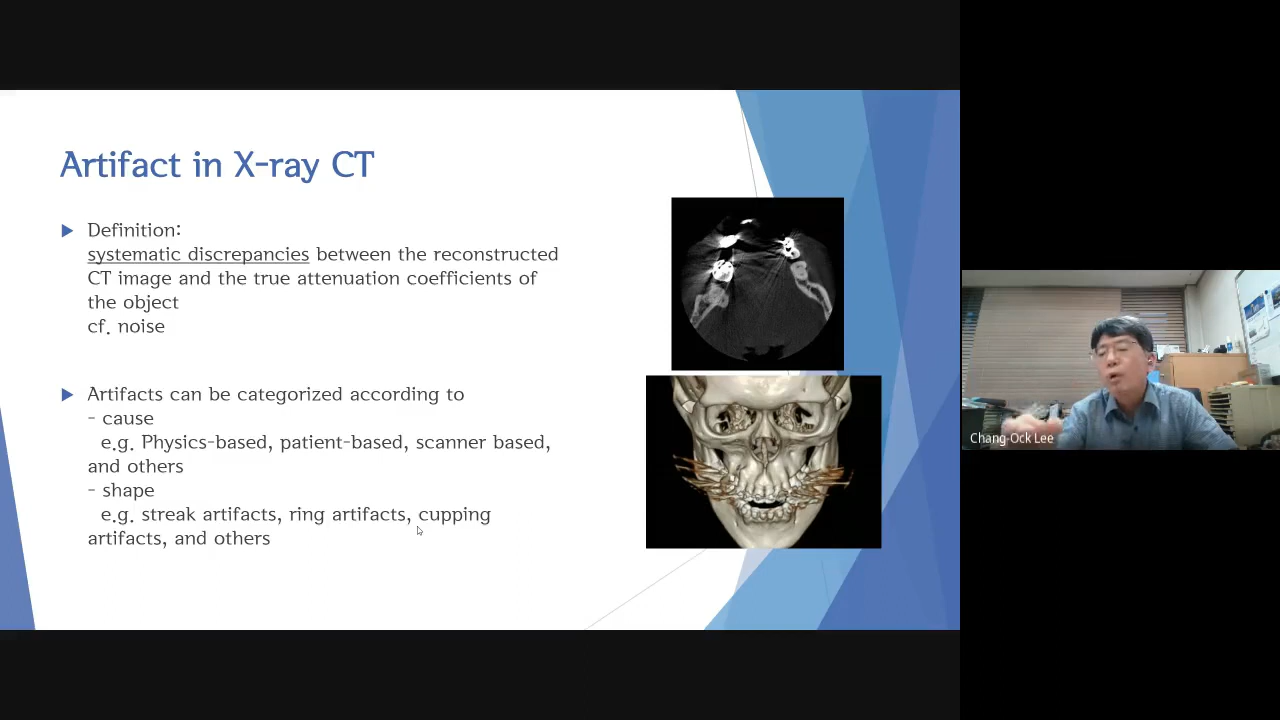 Artifact in X-ray CT
Definition:
systematic discrepancies between the reconstructed
CT image and the true attenuation coefficients of
the object
cf. noise
Artifacts can be categorized according to
- cause
e.g. Physics-based, patient-based, scanner based,
and others
- shape
e.g. streak artifacts, ring artifacts, cupping
artifacts, and others
Chang-Ock Lee